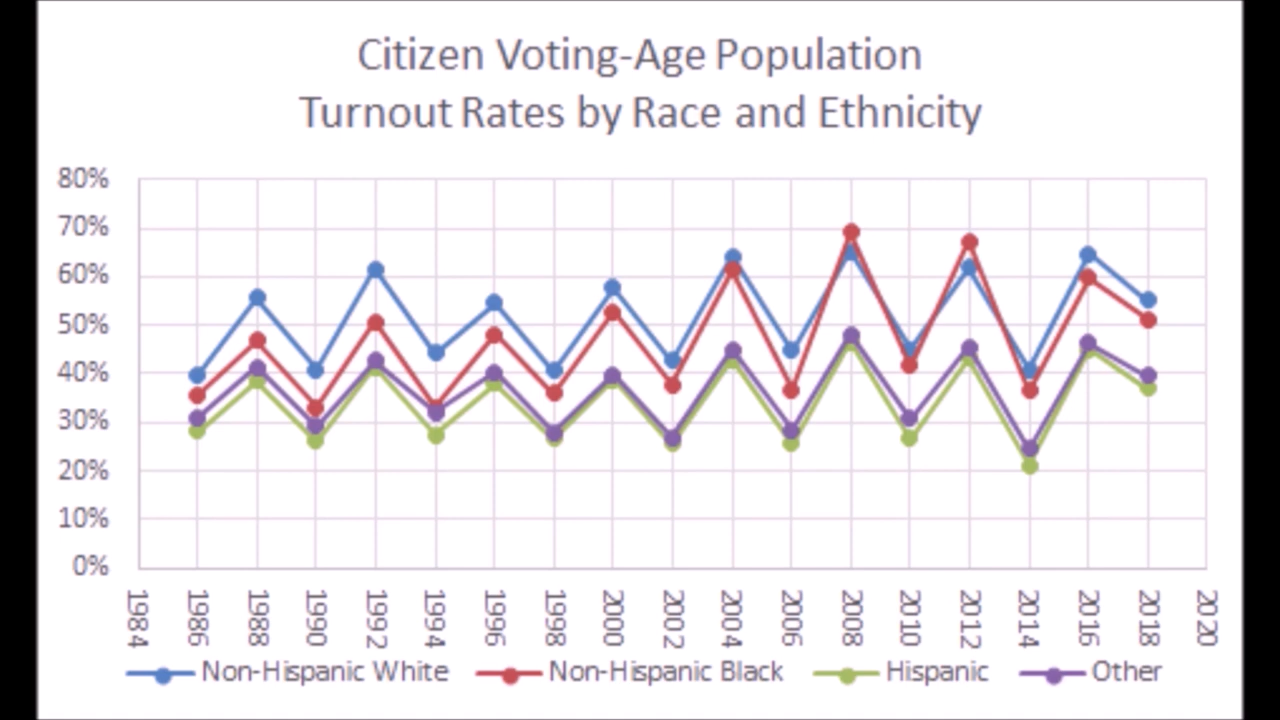 Citizen Voting-Age Population
Turnout Rates by Race and Ethnicity
80%
70%
60%
50%
40%
30%
20%
10%
0%
1984 1986 1988 1990 1992 1994 1996 1998 2000 2002 2004 2006 2008 2010 2012 2014 2016 2018 2020
Non-Hispanic White Non-Hispanic Black Hispanic Other